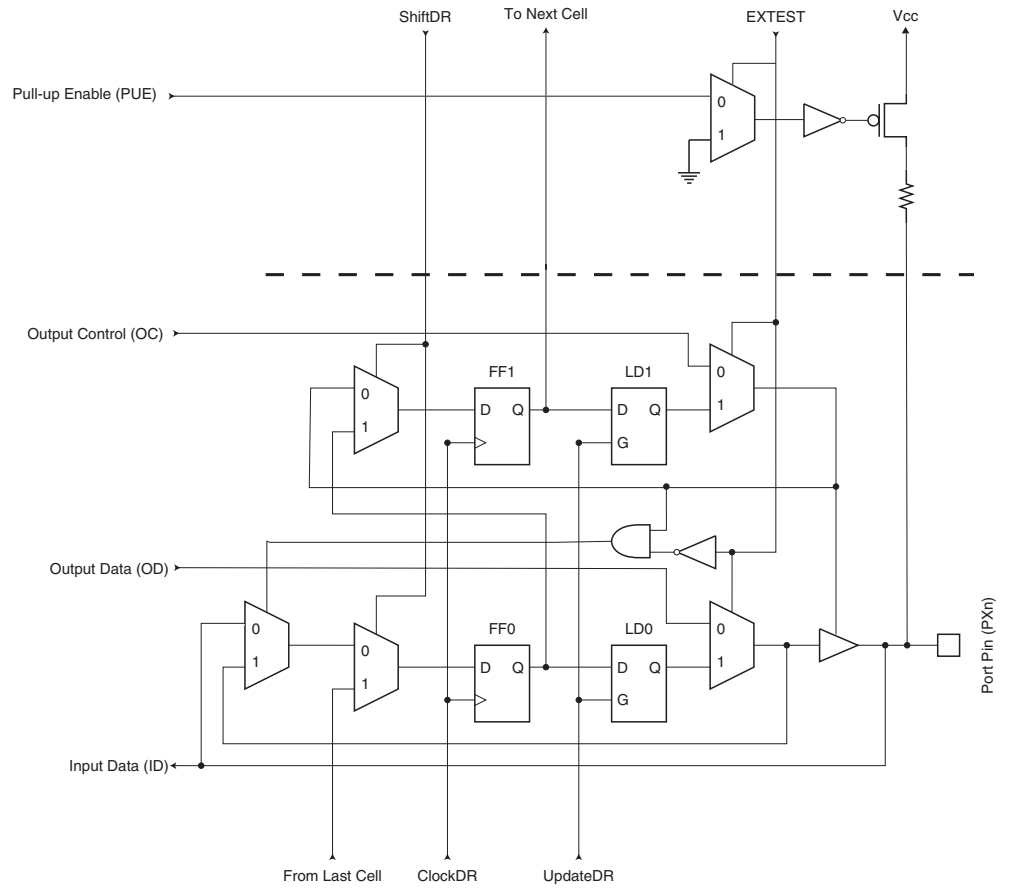 ShiftDR
To Next Cell
EXTEST
Vcc
Pull-up Enable (PUE)
0
1
Output Control (OC)
FF1
LD1
0
1
D Q
D Q
G
0
1
Output Data (OD)
FF0
LD0
0
1
0
1
D Q
D Q
G
0
1
Port Pin (PXn)
Input Data (ID)
From Last Cell
ClockDR
UpdateDR